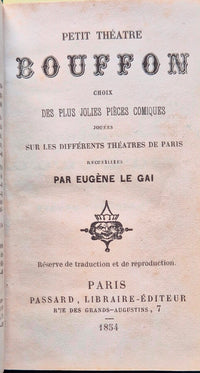 PETIT THÉATRE
BOUFFON
CHOIX
DES PLUS JOLIES PIÈCES COMIQUES
JOUÉES
SUR LES DIFFÉRENTS THÉATRES DE PARIS
RECUEILLIES
PAR EUGÈNE LE GAI
Réserve de traduction et de reproduction.
PARIS
PASSARD, LIBRAIRE-ÉDITEUR
RUE DES GRANDS-AUGUSTINS, 7
1854